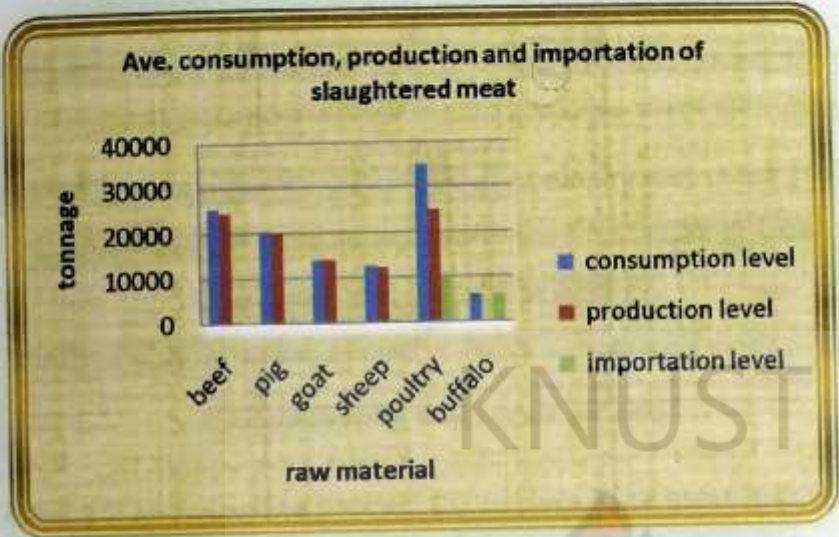 Ave. consumption, production and importation of
slaughtered meat
40000
30000
20000
10000
0
tonnage
beef
pig
goat
sheep
poultry
buffalo
raw material
consumption level
production level
importation level
KNUST